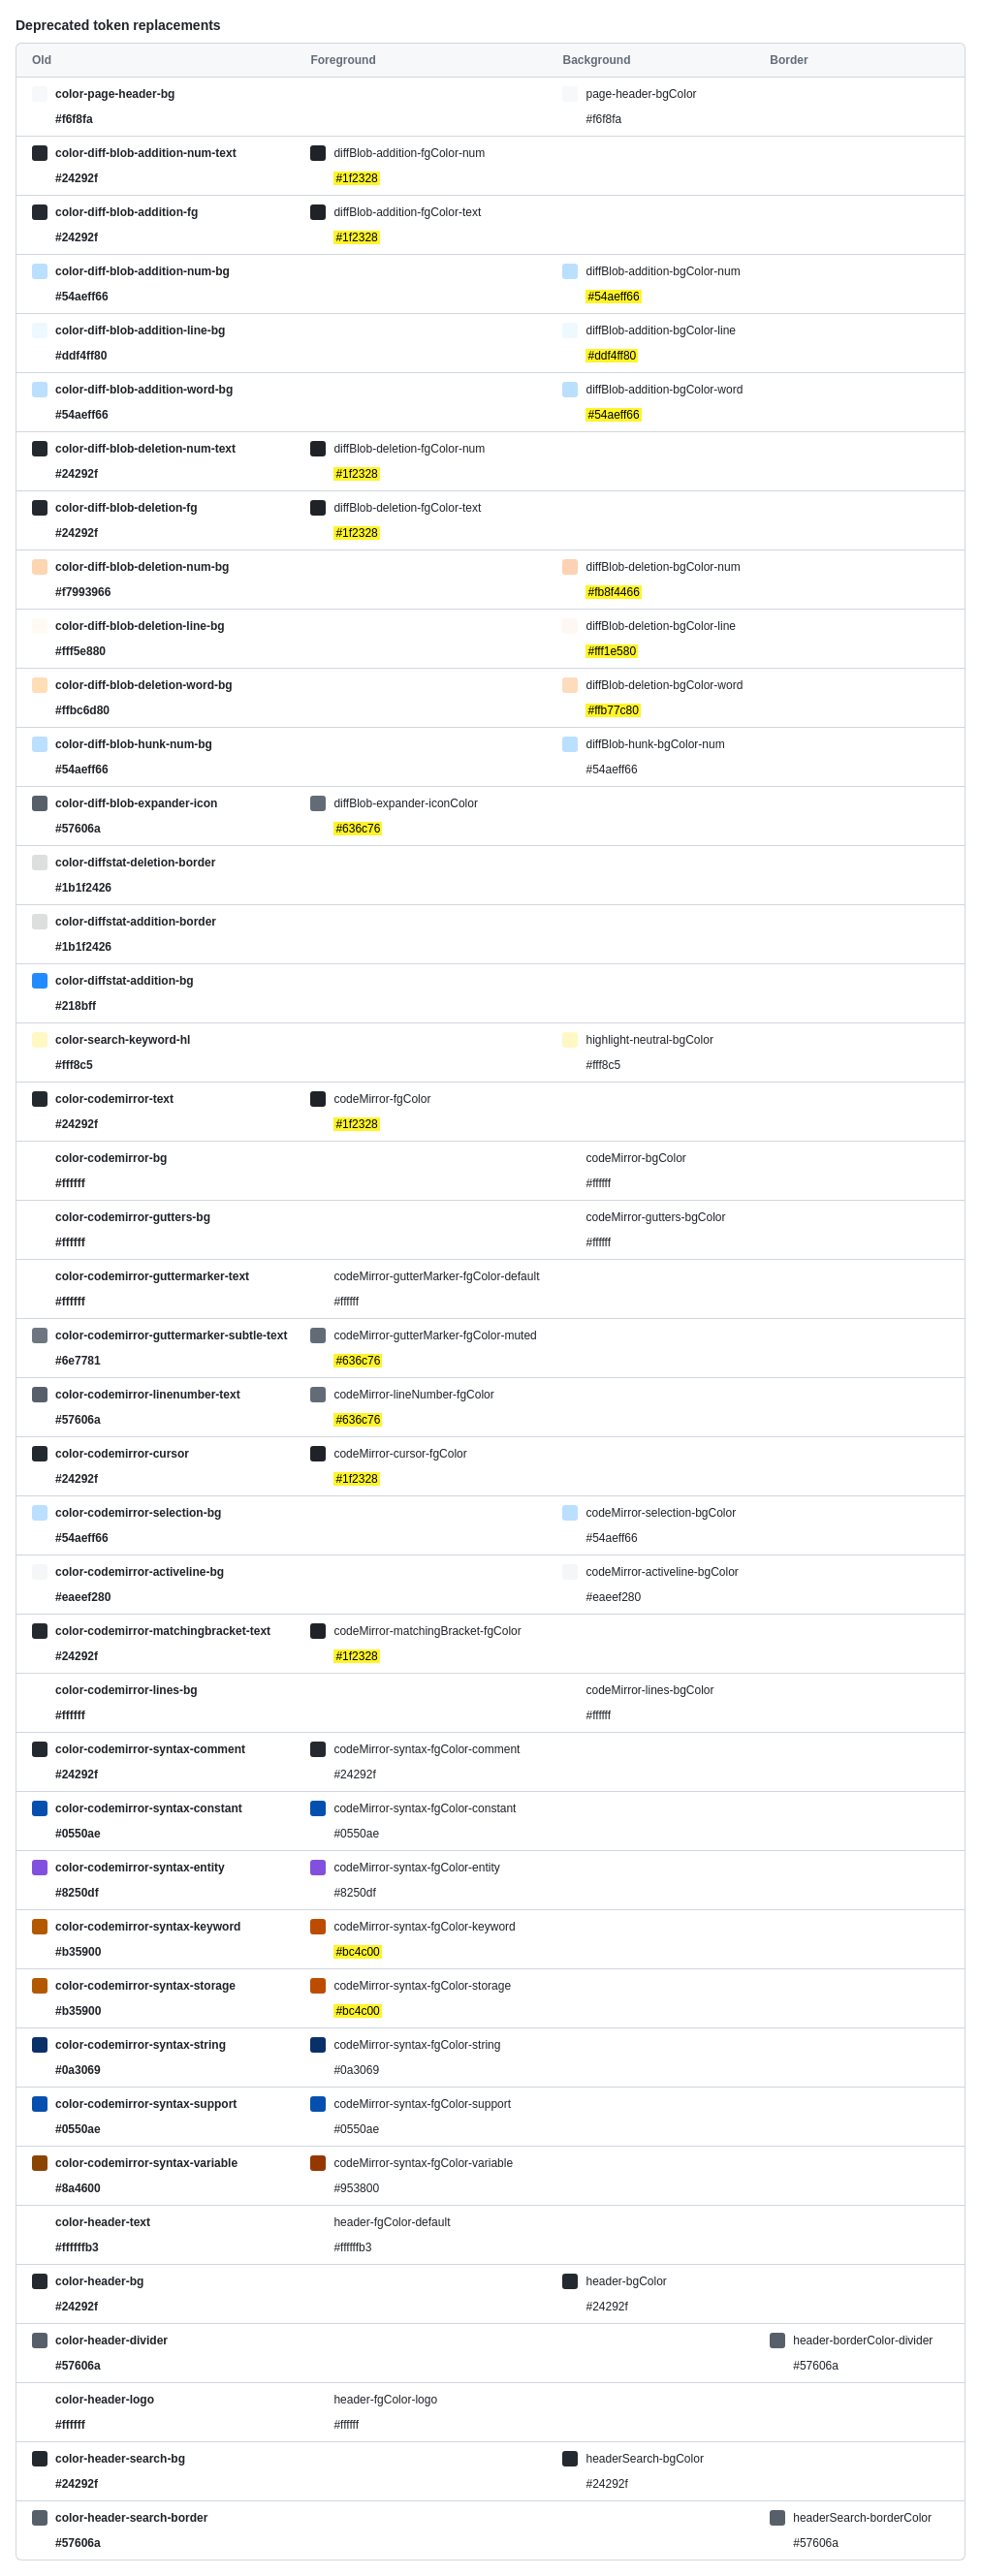 Deprecated token replacements
Old Foreground Background Border
color-page-header-bg page-header-bgColor
#f6f8fa #f6f8fa
color-diff-blob-addition-num-text diffBlob-addition-fgColor-num
#24292f #1f2328
color-diff-blob-addition-fg diffBlob-addition-fgColor-text
#24292f #1f2328
color-diff-blob-addition-num-bg diffBlob-addition-bgColor-num
#54aeff66 #54aeff66
color-diff-blob-addition-line-bg diffBlob-addition-bgColor-line
#ddf4ff80 #ddf4ff80
color-diff-blob-addition-word-bg diffBlob-addition-bgColor-word
#54aeff66 #54aeff66
color-diff-blob-deletion-num-text diffBlob-deletion-fgColor-num
#24292f #1f2328
color-diff-blob-deletion-fg diffBlob-deletion-fgColor-text
#24292f #1f2328
color-diff-blob-deletion-num-bg diffBlob-deletion-bgColor-num
#f7993966 #fb8f4466
color-diff-blob-deletion-line-bg diffBlob-deletion-bgColor-line
#fff5e880 #fff1e580
color-diff-blob-deletion-word-bg diffBlob-deletion-bgColor-word
#ffbc6d80 #ffb77c80
color-diff-blob-hunk-num-bg diffBlob-hunk-bgColor-num
#54aeff66 #54aeff66
color-diff-blob-expander-icon diffBlob-expander-iconColor
#57606a #636c76
color-diffstat-deletion-border
#1b1f2426
color-diffstat-addition-border
#1b1f2426
color-diffstat-addition-bg
#218bff
color-search-keyword-hl highlight-neutral-bgColor
#fff8c5 #fff8c5
color-codemirror-text codeMirror-fgColor
#24292f #1f2328
color-codemirror-bg codeMirror-bgColor
#ffffff #ffffff
color-codemirror-gutters-bg codeMirror-gutters-bgColor
#ffffff #ffffff
color-codemirror-guttermarker-text codeMirror-gutterMarker-fgColor-default
#ffffff #ffffff
color-codemirror-guttermarker-subtle-text codeMirror-gutterMarker-fgColor-muted
#6e7781 #636c76
color-codemirror-linenumber-text codeMirror-lineNumber-fgColor
#57606a #636c76
color-codemirror-cursor codeMirror-cursor-fgColor
#24292f #1f2328
color-codemirror-selection-bg codeMirror-selection-bgColor
#54aeff66 #54aeff66
color-codemirror-activeline-bg codeMirror-activeline-bgColor
#eaeef280 #eaeef280
color-codemirror-matchingbracket-text codeMirror-matchingBracket-fgColor
#24292f #1f2328
color-codemirror-lines-bg codeMirror-lines-bgColor
#ffffff #ffffff
color-codemirror-syntax-comment codeMirror-syntax-fgColor-comment
#24292f #24292f
color-codemirror-syntax-constant codeMirror-syntax-fgColor-constant
#0550ae #0550ae
color-codemirror-syntax-entity codeMirror-syntax-fgColor-entity
#8250df #8250df
color-codemirror-syntax-keyword codeMirror-syntax-fgColor-keyword
#b35900 #bc4c00
color-codemirror-syntax-storage codeMirror-syntax-fgColor-storage
#b35900 #bc4c00
color-codemirror-syntax-string codeMirror-syntax-fgColor-string
#0a3069 #0a3069
color-codemirror-syntax-support codeMirror-syntax-fgColor-support
#0550ae #0550ae
color-codemirror-syntax-variable codeMirror-syntax-fgColor-variable
#8a4600 #953800
color-header-text header-fgColor-default
#ffffffb3 #ffffffb3
color-header-bg header-bgColor
#24292f #24292f
color-header-divider header-borderColor-divider
#57606a #57606a
color-header-logo header-fgColor-logo
#ffffff #ffffff
color-header-search-bg headerSearch-bgColor
#24292f #24292f
color-header-search-border headerSearch-borderColor
#57606a #57606a